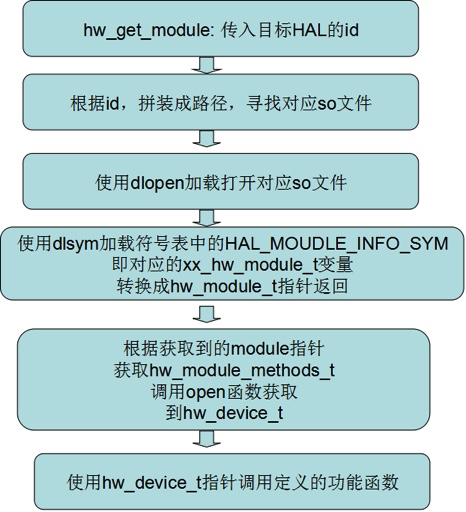 hw_get_module: 传入目标HAL的id
根据id，拼装成路径，寻找对应so文件
使用dlopen加载打开对应so文件
使用dlsym加载符号表中的HAL_MOUDLE_INFO_SYM
即对应的xx_hw_module_t变量
转换成hw_module_t指针返回
根据获取到的module指针
获取hw_module_methods_t
调用open函数获取
到hw_device_t
使用hw_device_t指针调用定义的功能函数